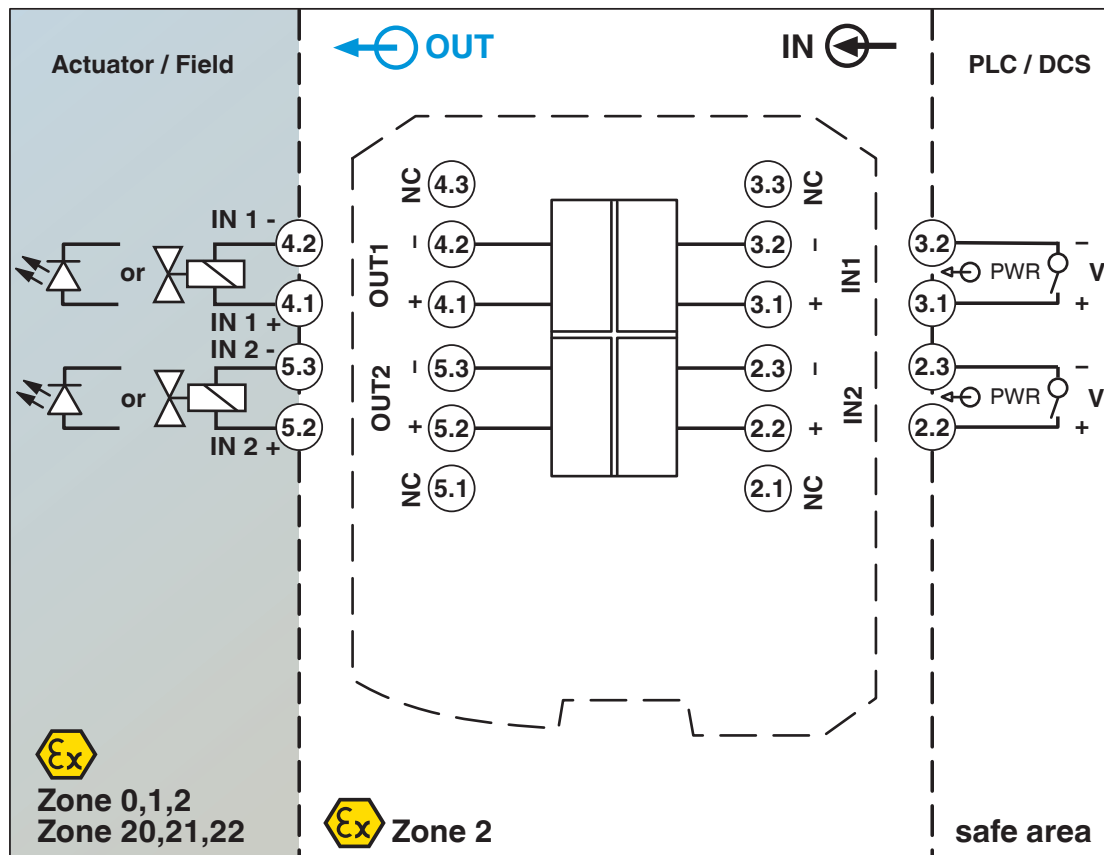 Actuator / Field
OUT
IN
PLC / DCS
IN 1 -
4.2
4.1
IN 1 +
or
IN 2 -
5.3
5.2
IN 2 +
or
NC 4.3
OUT1
– 4.2
+ 4.1
OUT2
– 5.3
+ 5.2
NC 5.1
3.3 NC
3.2 –
3.1 +
IN1
2.3 –
2.2 +
IN2
2.1 NC
3.2 –
PWR V
3.1 +
2.3 –
PWR V
2.2 +
Ex
Zone 0,1,2
Zone 20,21,22
Ex Zone 2
safe area